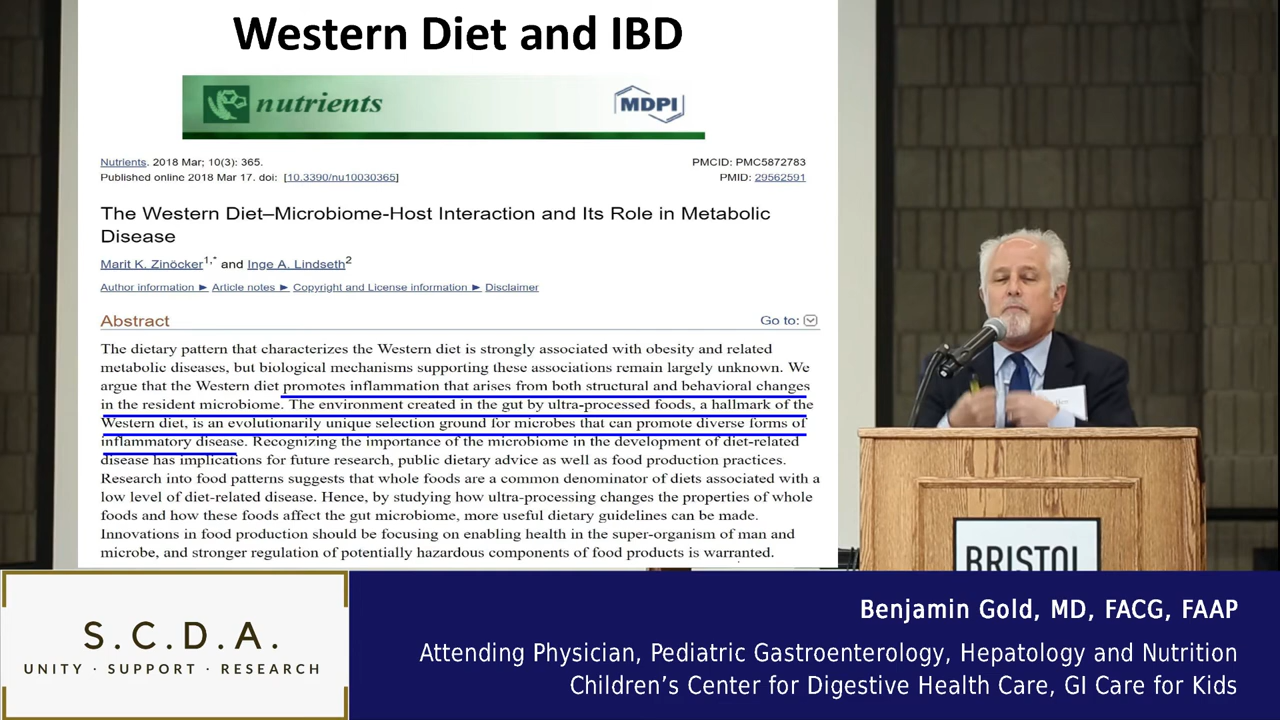 Western Diet and IBD
nutrients
MDPI
Nutrients. 2018 Mar; 10(3): 365.
PMCID: PMC5872783
Published online 2018 Mar 17. doi: [10.3390/nu10030365]
PMID: 29562591
The Western Diet–Microbiome-Host Interaction and Its Role in Metabolic
Disease
Marit K. Zinöcker1,* and Inge A. Lindseth2
Author information ► Article notes ► Copyright and License information ► Disclaimer
Abstract
Go to:
The dietary pattern that characterizes the Western diet is strongly associated with obesity and related
metabolic diseases, but biological mechanisms supporting these associations remain largely unknown. We
argue that the Western diet promotes inflammation that arises from both structural and behavioral changes
in the resident microbiome. The environment created in the gut by ultra-processed foods, a hallmark of the
Western diet, is an evolutionarily unique selection ground for microbes that can promote diverse forms of
inflammatory disease. Recognizing the importance of the microbiome in the development of diet-related
disease has implications for future research, public dietary advice as well as food production practices.
Research into food patterns suggests that whole foods are a common denominator of diets associated with a
low level of diet-related disease. Hence, by studying how ultra-processing changes the properties of whole
foods and how these foods affect the gut microbiome, more useful dietary guidelines can be made.
Innovations in food production should be focusing on enabling health in the super-organism of man and
microbe, and stronger regulation of potentially hazardous components of food products is warranted.
BRISTOL
S.C.D.A.
UNITY · SUPPORT · RESEARCH
Benjamin Gold, MD, FACG, FAAP
Attending Physician, Pediatric Gastroenterology, Hepatology and Nutrition
Children's Center for Digestive Health Care, GI Care for Kids